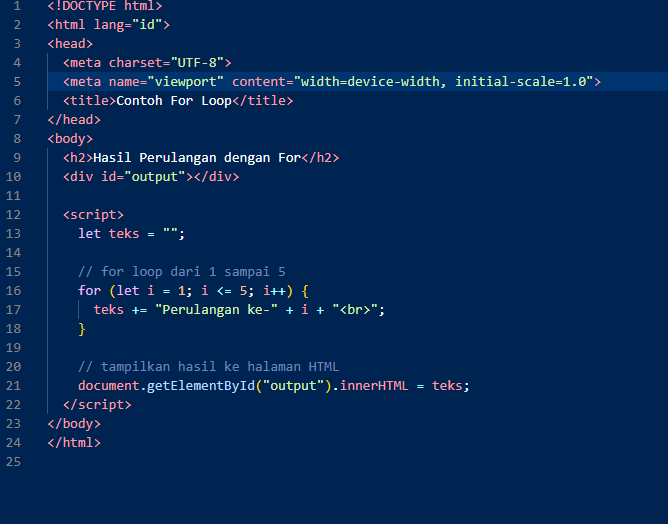 1 <!DOCTYPE html>
2 <html lang="id">
3 <head>
4   <meta charset="UTF-8">
5   <meta name="viewport" content="width=device-width, initial-scale=1.0">
6   <title>Contoh For Loop</title>
7 </head>
8 <body>
9   <h2>Hasil Perulangan dengan For</h2>
10   <div id="output"></div>
11
12   <script>
13     let teks = "";
14
15     // for loop dari 1 sampai 5
16     for (let i = 1; i <= 5; i++) {
17       teks += "Perulangan ke-" + i + "<br>";
18     }
19
20     // tampilkan hasil ke halaman HTML
21     document.getElementById("output").innerHTML = teks;
22   </script>
23 </body>
24 </html>
25